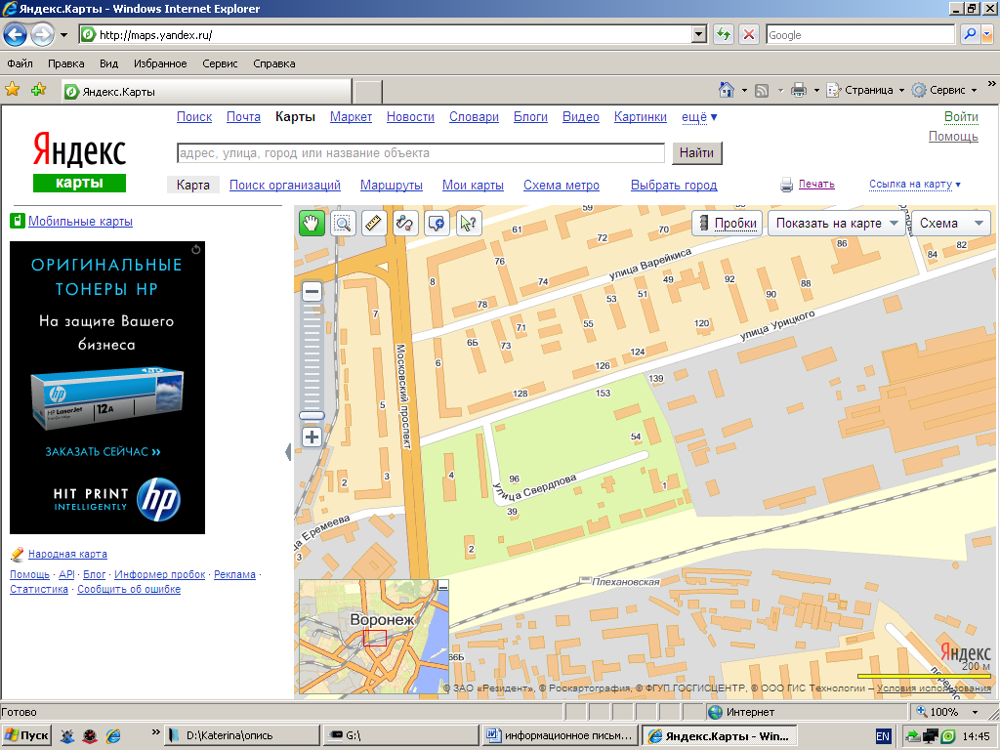 Яндекс.Карты - Windows Internet Explorer
http://maps.yandex.ru/
Google
Файл Правка Вид Избранное Сервис Справка
Яндекс.Карты
Страница Сервис
Поиск Почта Карты Маркет Новости Словари Блоги Видео Картинки ещё ▼
Войти
Помощь
Яндекс
карты
адрес, улица, город или название объекта
Найти
Карта Поиск организаций Маршруты Мои карты Схема метро Выбрать город
Печать
Ссылка на карту ▾
Мобильные карты
ОРИГИНАЛЬНЫЕ
ТОНЕРЫ HP
На защите Вашего
бизнеса
hp
HP LaserJet
12A
ЗАКАЗАТЬ СЕЙЧАС »
HIT PRINT
INTELLIGENTLY
hp
Народная карта
Помощь · API · Блог · Информер пробок · Реклама ·
Статистика · Сообщить об ошибке
Пробки
Показать на карте
Схема
59
61
72
70
76
74
8
78
улица Варейкиса
86
82
84
7
71
53
51
49
92
90
88
55
120
улица Урицкого
6Б
73
6
124
126
139
128
153
Московский проспект
5
54
4
96
улица Свердлова
1
39
2
3
2
ца Еремеева
3
Плехановская
Воронеж
66Б
Яндекс
200 м
© ЗАО «Резидент», © Роскартография, © ФГУП ГОСГИСЦЕНТР, © ООО ГИС Технологии – Условия использования
Готово
Интернет
100%
Пуск
D:\Katerina\опись
G:\
информационное письм...
Яндекс.Карты - Win...
EN
14:45